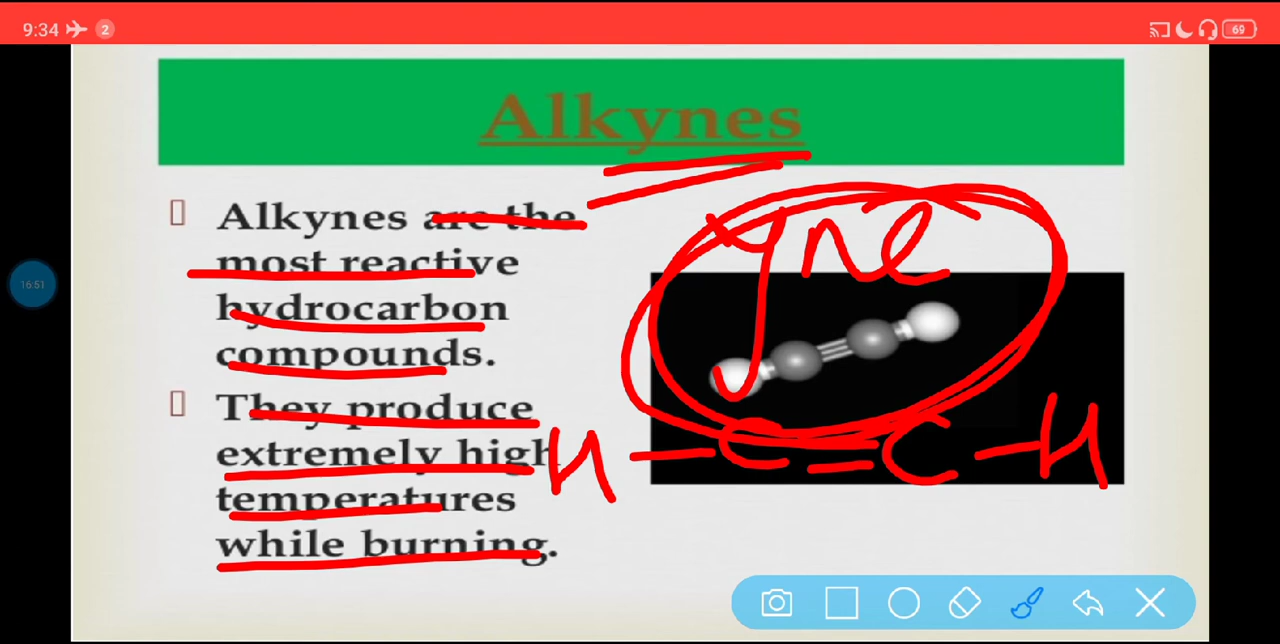 9:34 2 69
Alkynes
Alkynes are the
most reactive
hydrocarbon
compounds.
They produce
extremely high
temperatures
while burning.
yne
H - C ≡ C - H
16:51